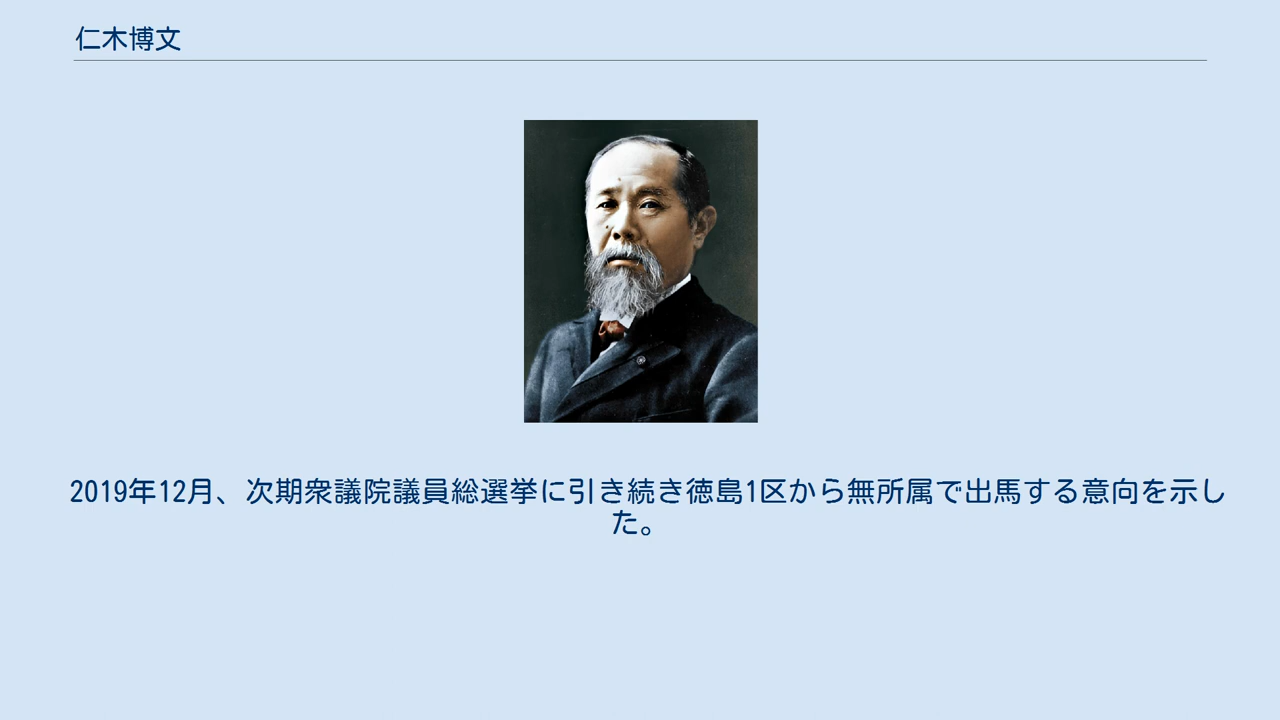 仁木博文
2019年12月、次期衆議院議員総選挙に引き続き徳島1区から無所属で出馬する意向を示し
た。